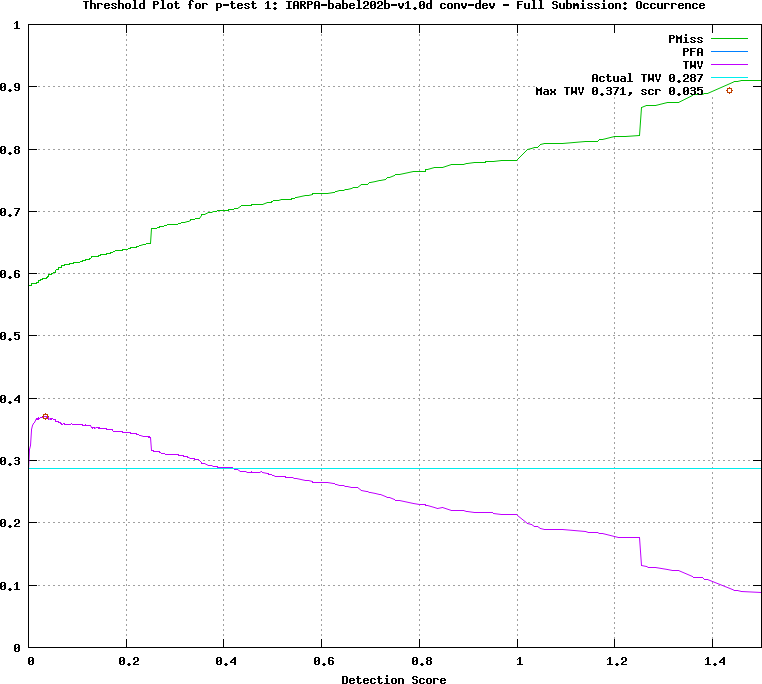 Threshold Plot for p-test 1: IARPA-babel202b-v1.0d conv-dev - Full Submission: Occurrence
PMiss
PFA
TWV
Actual TWV 0.287
Max TWV 0.371, scr 0.035
1
0.9
0.8
0.7
0.6
0.5
0.4
0.3
0.2
0.1
0
0 0.2 0.4 0.6 0.8 1 1.2 1.4
Detection Score